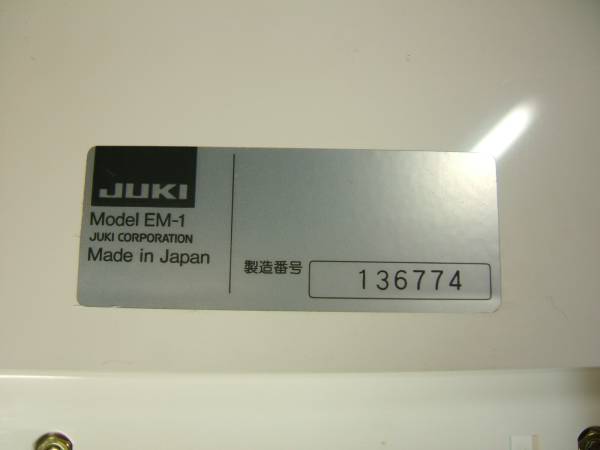 JUKI
Model EM-1
JUKI CORPORATION
Made in Japan
製造番号 136774